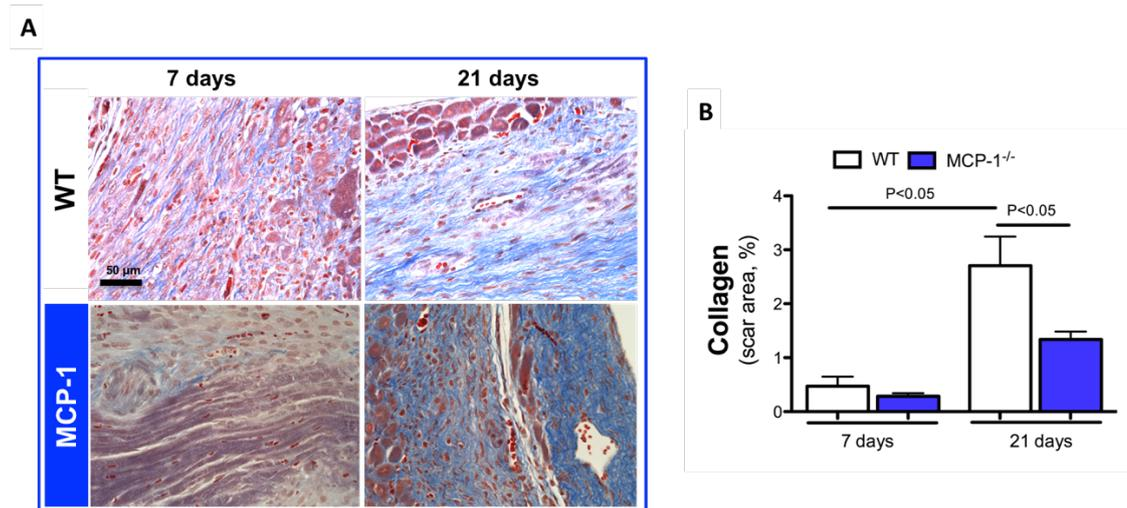 A
7 days 21 days
WT
50 µm
MCP-1
B
WT MCP-1-/-
P<0.05
P<0.05
Collagen
(scar area, %)
4
3
2
1
0
7 days 21 days